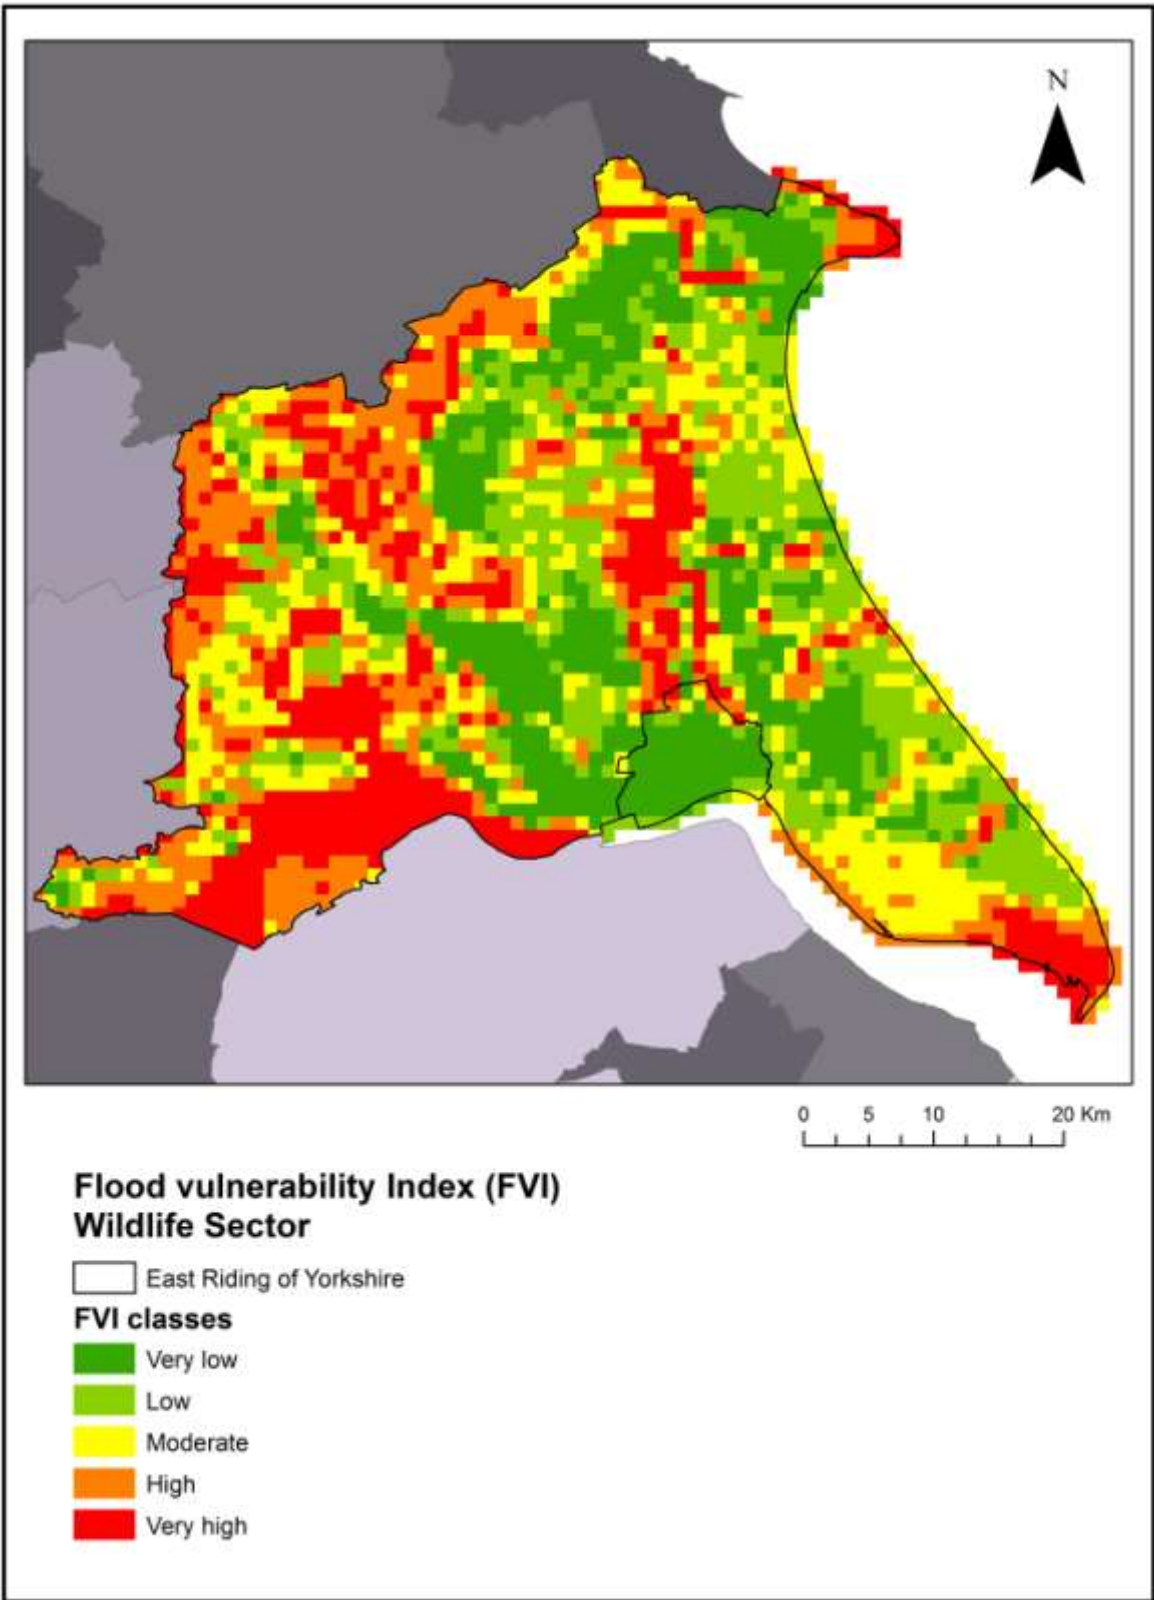 N
0 5 10 20 Km
Flood vulnerability Index (FVI)
Wildlife Sector
East Riding of Yorkshire
FVI classes
Very low
Low
Moderate
High
Very high